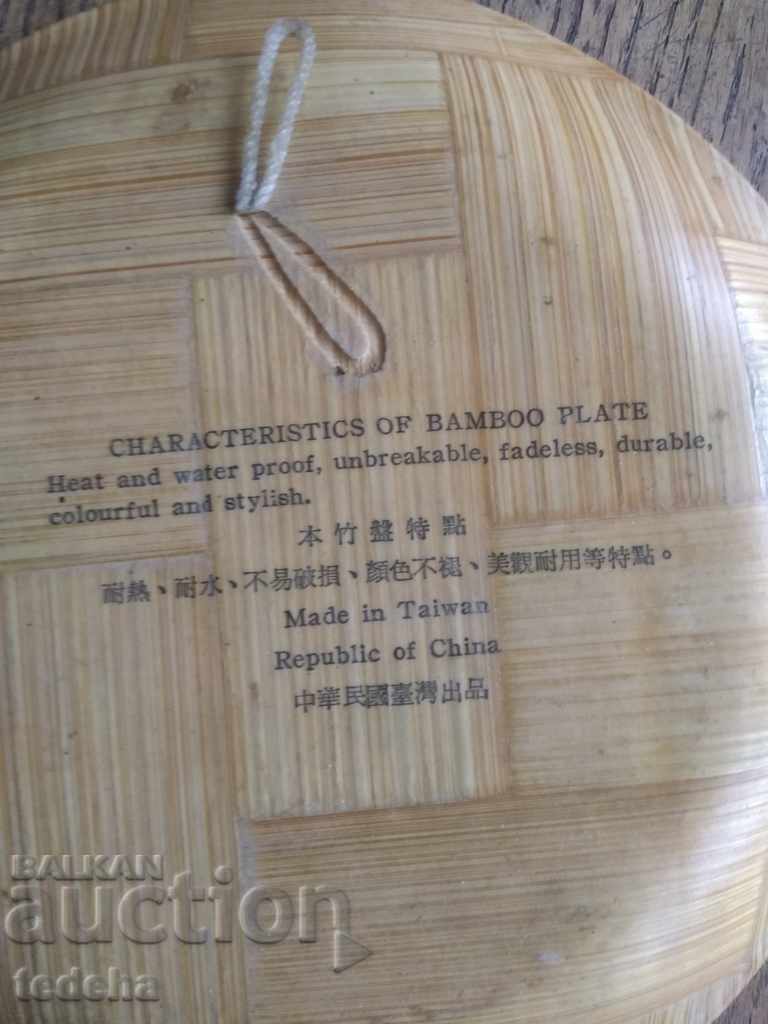 CHARACTERISTICS OF BAMBOO PLATE
Heat and water proof, unbreakable, fadeless, durable,
colourful and stylish.
本竹盤特點
耐熱、耐水、不易破損、顏色不褪、美觀耐用等特點。
Made in Taiwan
Republic of China
中華民國臺灣出品
BALKAN
auction
tedeha